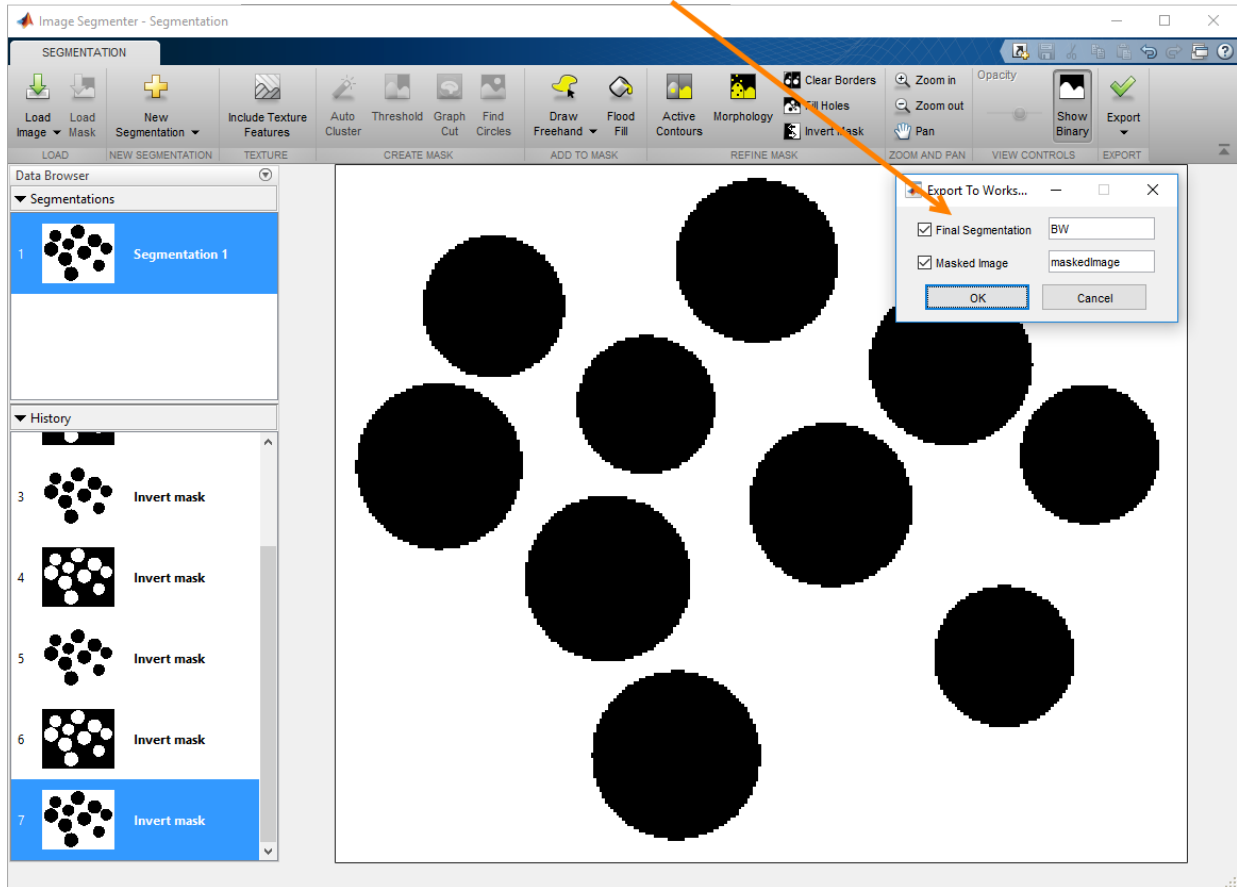 Image Segmenter - Segmentation
SEGMENTATION
Load Image
Load Mask
New Segmentation
Include Texture Features
Auto Cluster
Threshold
Graph Cut
Find Circles
Draw Freehand
Flood Fill
Active Contours
Morphology
Clear Borders
Fill Holes
Invert Mask
Zoom in
Zoom out
Pan
Opacity
Show Binary
Export
LOAD
NEW SEGMENTATION
TEXTURE
CREATE MASK
ADD TO MASK
REFINE MASK
ZOOM AND PAN
VIEW CONTROLS
EXPORT
Data Browser
Segmentations
1 Segmentation 1
History
3 Invert mask
4 Invert mask
5 Invert mask
6 Invert mask
7 Invert mask
Export To Works...
Final Segmentation BW
Masked Image maskedImage
OK Cancel